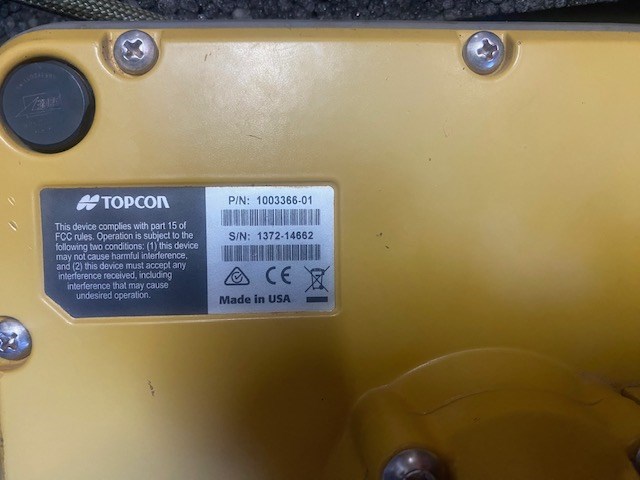 TOPCON
This device complies with part 15 of
FCC rules. Operation is subject to the
following two conditions: (1) this device
may not cause harmful interference,
and (2) this device must accept any
interference received, including
interference that may cause
undesired operation.
P/N: 1003366-01
S/N: 1372-14662
CE
Made in USA